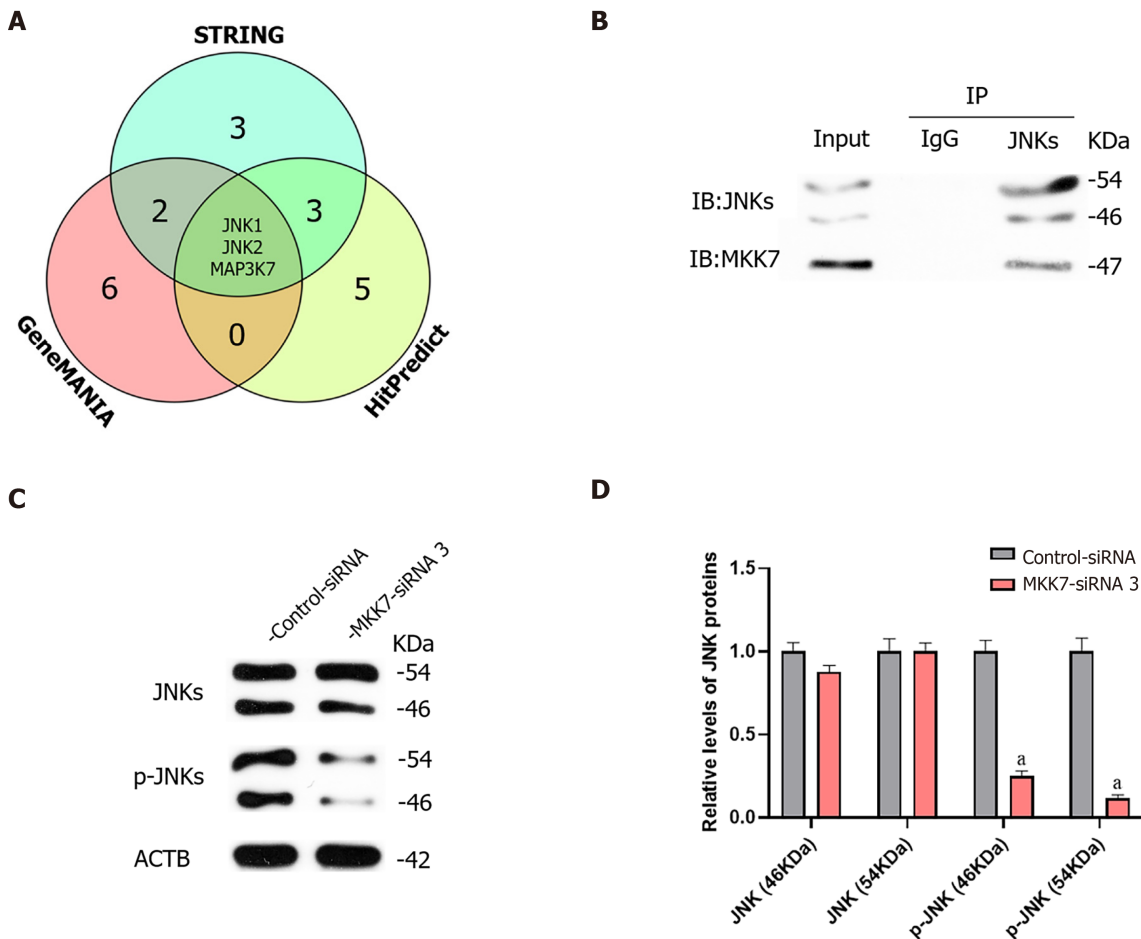 A
STRING
3
2
3
JNK1
JNK2
MAP3K7
6
5
0
GeneMANIA
HitPredict
B
IP
Input
IgG
JNKs
KDa
IB:JNKs
-54
-46
IB:MKK7
-47
C
-Control-siRNA
-MKK7-siRNA 3
KDa
JNKs
-54
-46
p-JNKs
-54
-46
ACTB
-42
D
Control-siRNA
MKK7-siRNA 3
Relative levels of JNK proteins
1.5
1.0
0.5
0.0
a
a
JNK (46KDa)
JNK (54KDa)
p-JNK (46KDa)
p-JNK (54KDa)